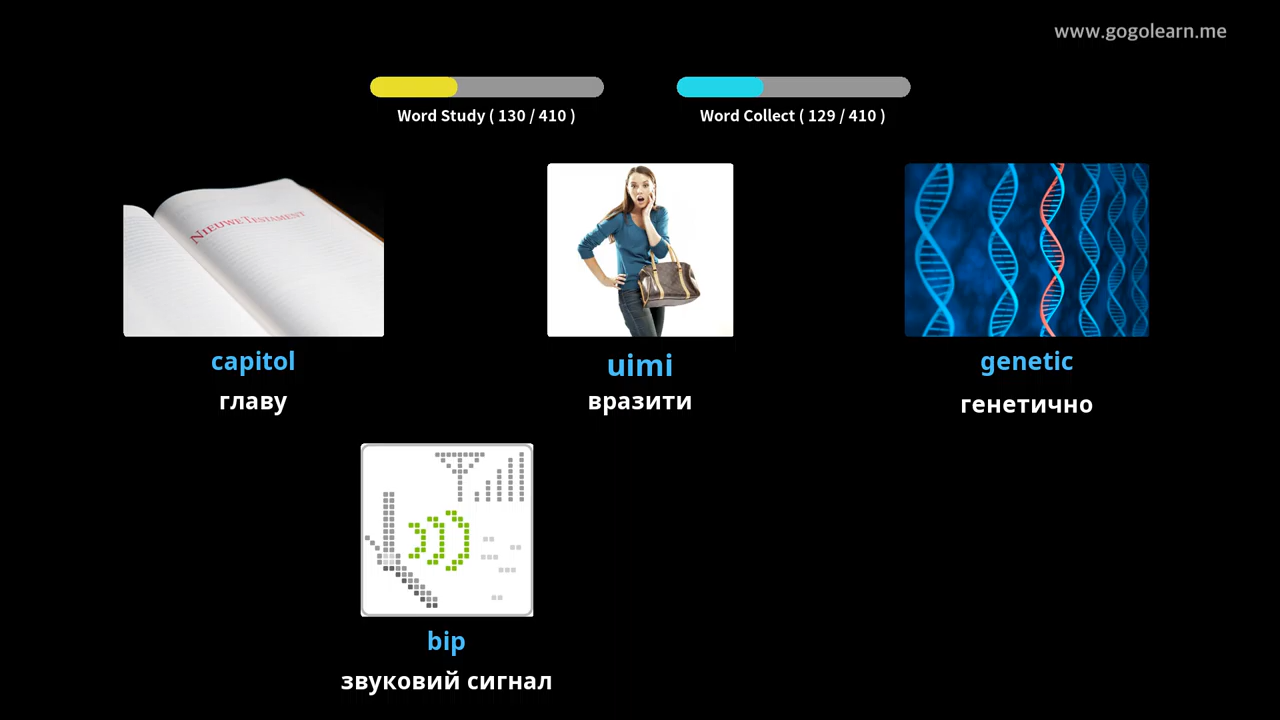 www.gogolearn.me
Word Study ( 130 / 410 )
Word Collect ( 129 / 410 )
NIEUWE TESTAMENT
capitol
uimi
genetic
главу
вразити
генетично
bip
звуковий сигнал